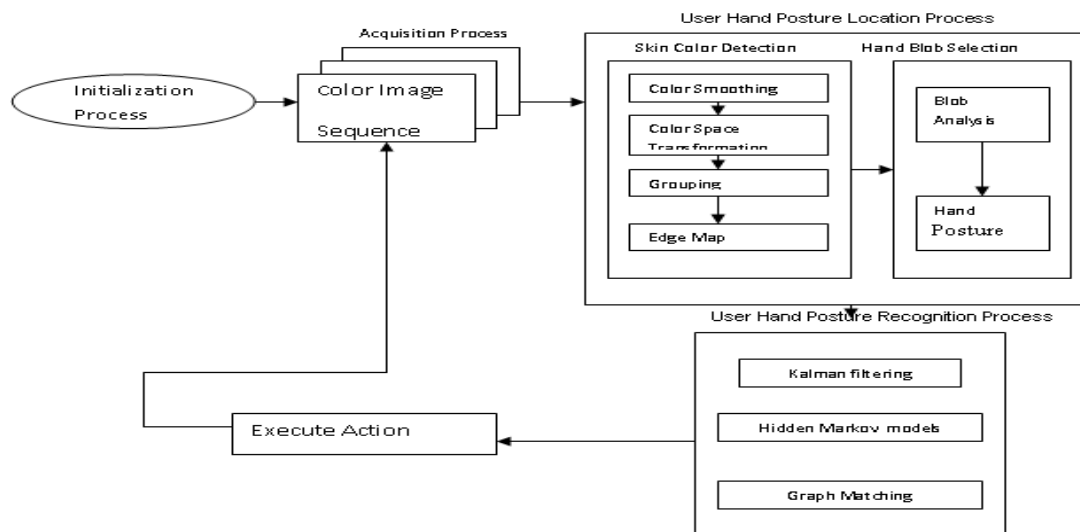 User Hand Posture Location Process
Acquisition Process
Skin Color Detection
Hand Blob Selection
Initialization
Process
Color Image
Sequence
Color Smoothing
Color Space
Transformation
Grouping
Edge Map
Blob
Analysis
Hand
Posture
User Hand Posture Recognition Process
Kalman filtering
Hidden Markov models
Graph Matching
Execute Action